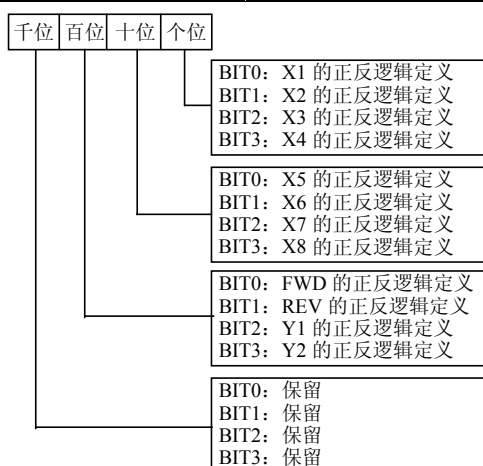 千位 百位 十位 个位
BIT0：X1 的正反逻辑定义
BIT1：X2 的正反逻辑定义
BIT2：X3 的正反逻辑定义
BIT3：X4 的正反逻辑定义
BIT0：X5 的正反逻辑定义
BIT1：X6 的正反逻辑定义
BIT2：X7 的正反逻辑定义
BIT3：X8 的正反逻辑定义
BIT0：FWD 的正反逻辑定义
BIT1：REV 的正反逻辑定义
BIT2：Y1 的正反逻辑定义
BIT3：Y2 的正反逻辑定义
BIT0：保留
BIT1：保留
BIT2：保留
BIT3：保留